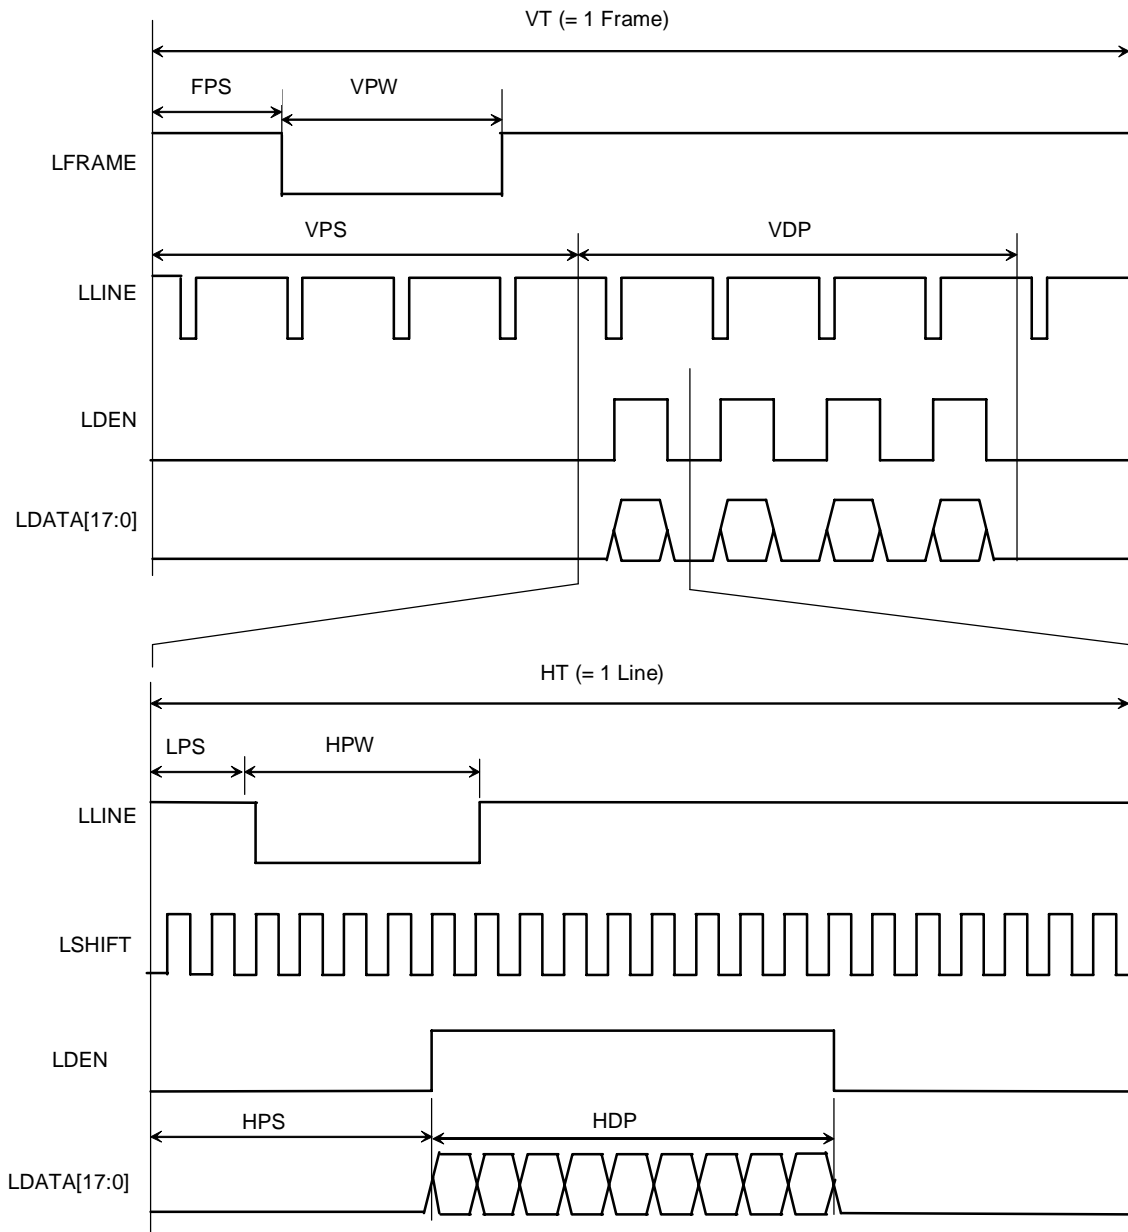 VT (= 1 Frame)
FPS
VPW
LFRAME
VPS
VDP
LLINE
LDEN
LDATA[17:0]
HT (= 1 Line)
LPS
HPW
LLINE
LSHIFT
LDEN
HPS
HDP
LDATA[17:0]